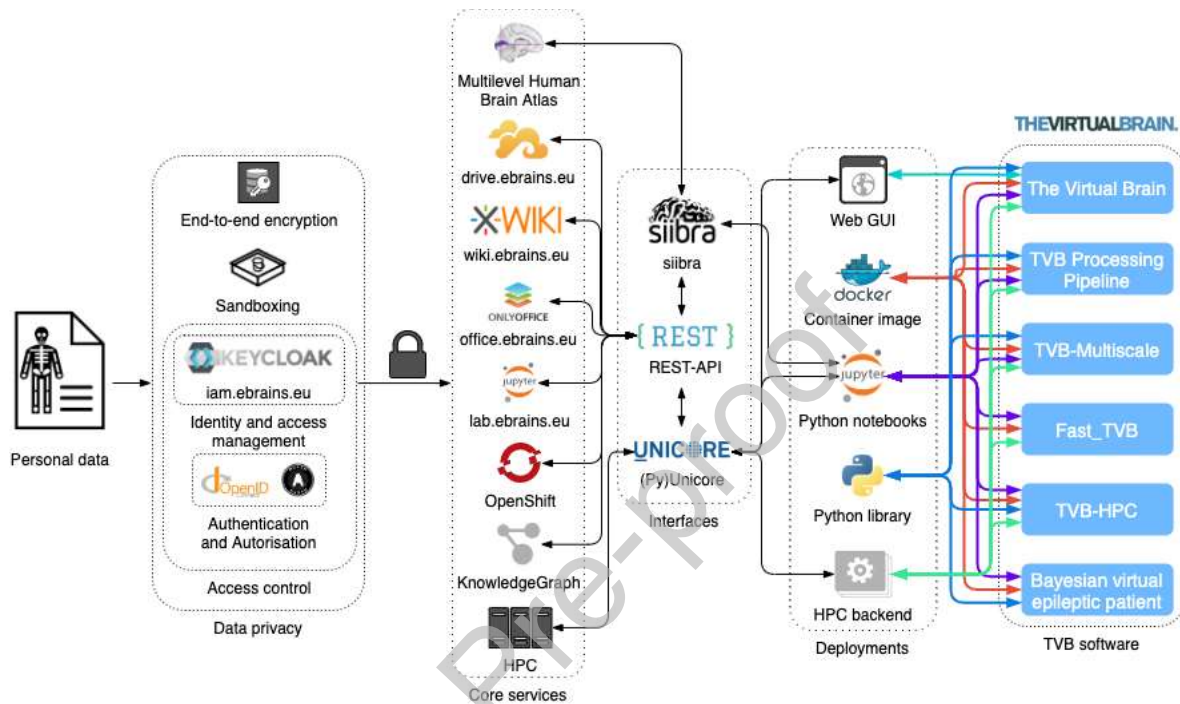 Personal data
End-to-end encryption
Sandboxing
KEYCLOAK
iam.ebrains.eu
Identity and access
management
OpenID
A
Authentication
and Autorisation
Access control
Data privacy
Multilevel Human
Brain Atlas
drive.ebrains.eu
X-WIKI
wiki.ebrains.eu
ONLYOFFICE
office.ebrains.eu
jupyter
lab.ebrains.eu
OpenShift
KnowledgeGraph
HPC
Core services
siibra
siibra
{ REST }
REST-API
UNICORE
(Py)Unicore
Interfaces
Web GUI
docker
Container image
jupyter
Python notebooks
Python library
HPC backend
Deployments
THEVIRTUALBRAIN.
The Virtual Brain
TVB Processing
Pipeline
TVB-Multiscale
Fast_TVB
TVB-HPC
Bayesian virtual
epileptic patient
TVB software
Pre-proof